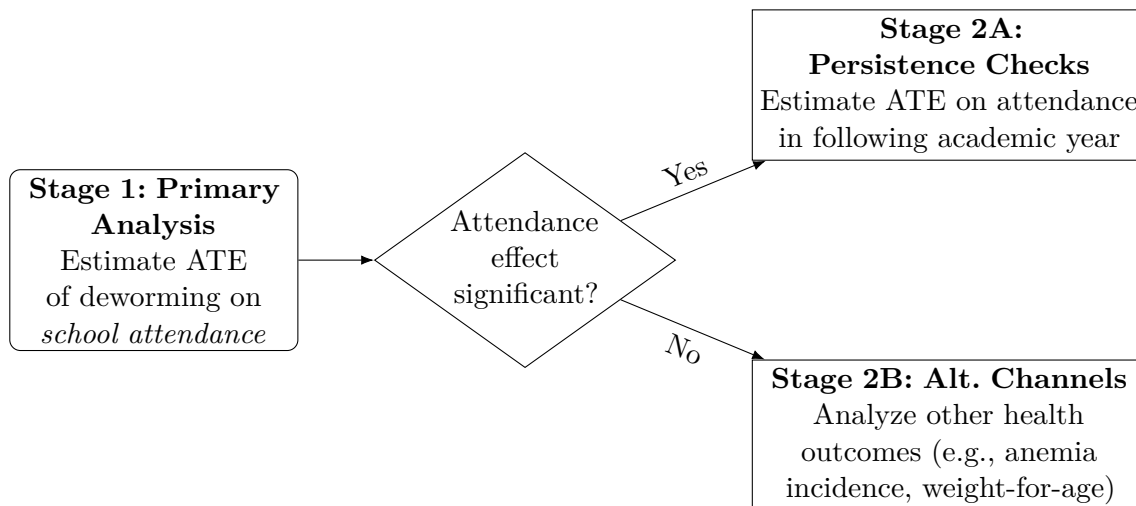 Stage 1: Primary
Analysis
Estimate ATE
of deworming on
school attendance
Attendance
effect
significant?
Yes
No
Stage 2A:
Persistence Checks
Estimate ATE on attendance
in following academic year
Stage 2B: Alt. Channels
Analyze other health
outcomes (e.g., anemia
incidence, weight-for-age)